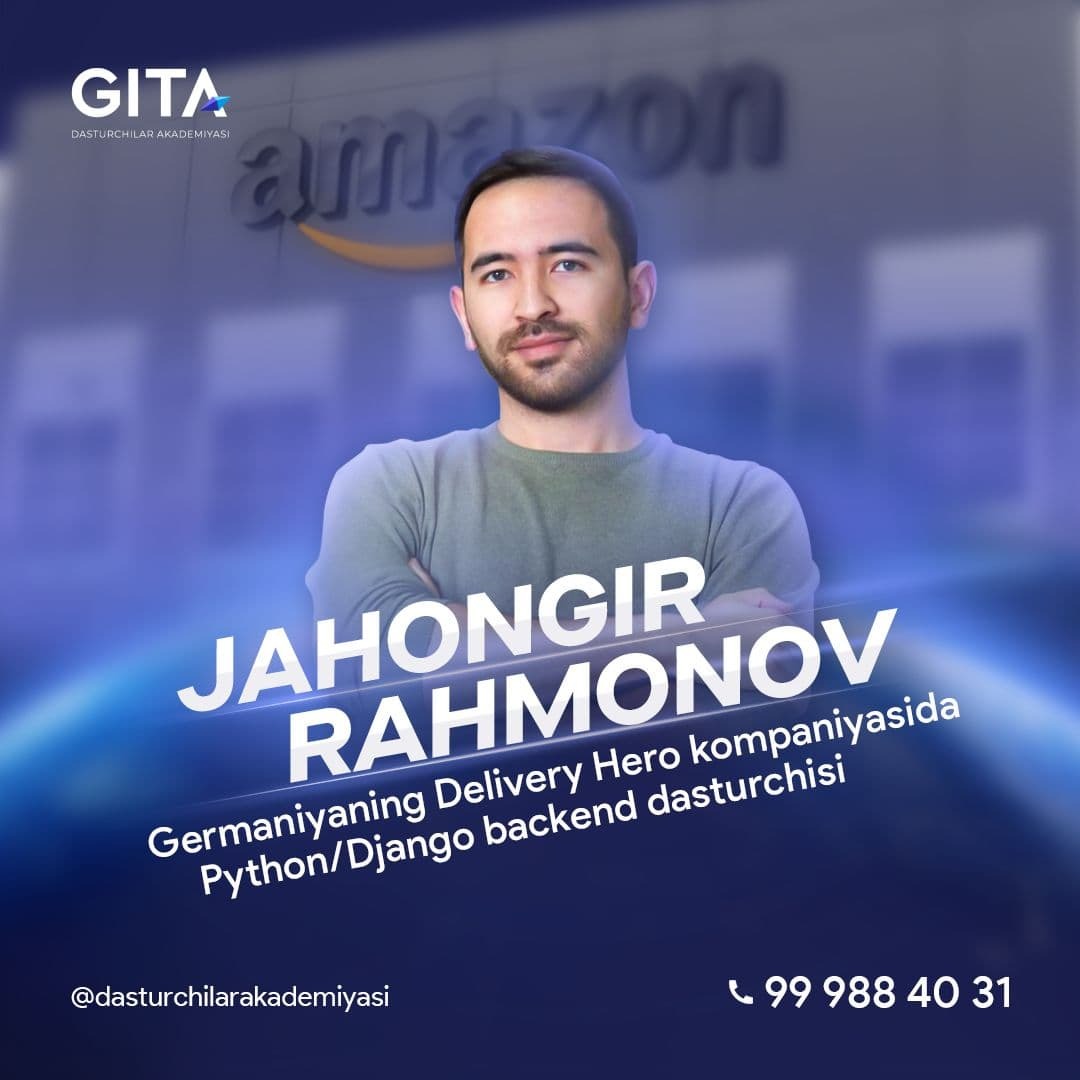 GITA
DASTURCHILAR AKADEMIYASI
amazon
JAHONGIR
RAHMONOV
Germaniyaning Delivery Hero kompaniyasida
Python/Django backend dasturchisi
@dasturchilarakademiyasi
99 988 40 31